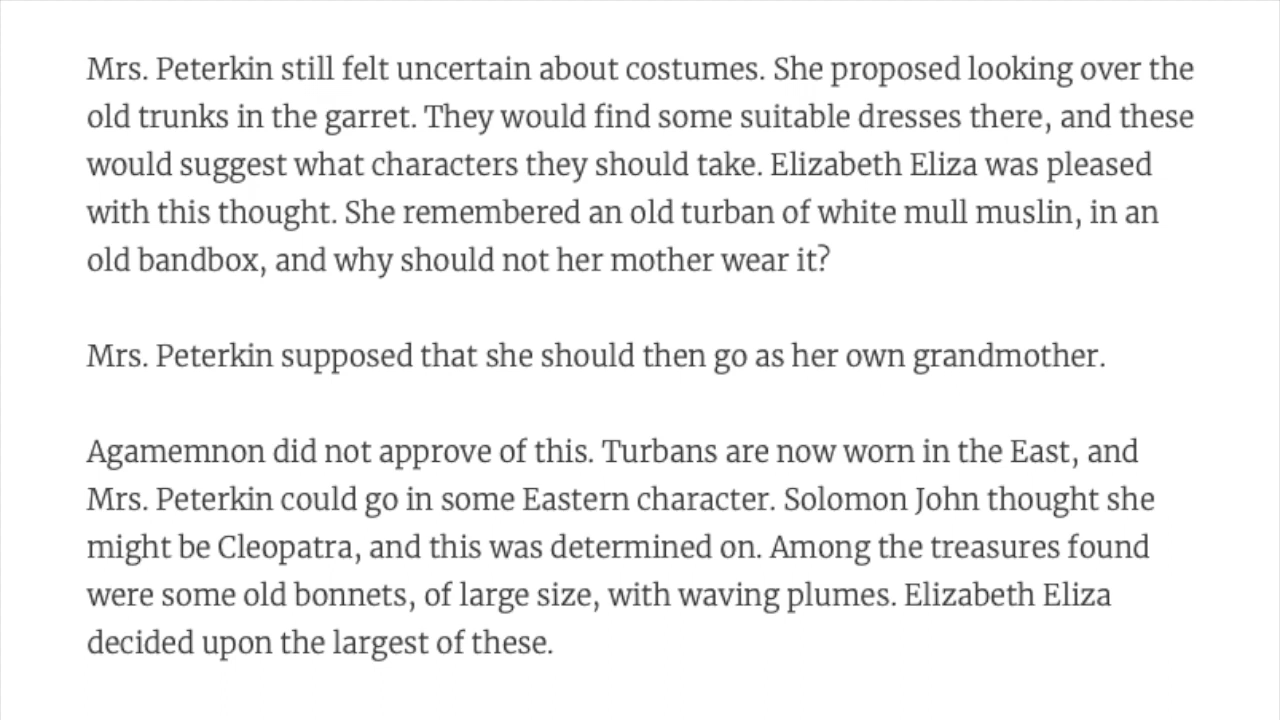 Mrs. Peterkin still felt uncertain about costumes. She proposed looking over the
old trunks in the garret. They would find some suitable dresses there, and these
would suggest what characters they should take. Elizabeth Eliza was pleased
with this thought. She remembered an old turban of white mull muslin, in an
old bandbox, and why should not her mother wear it?
Mrs. Peterkin supposed that she should then go as her own grandmother.
Agamemnon did not approve of this. Turbans are now worn in the East, and
Mrs. Peterkin could go in some Eastern character. Solomon John thought she
might be Cleopatra, and this was determined on. Among the treasures found
were some old bonnets, of large size, with waving plumes. Elizabeth Eliza
decided upon the largest of these.